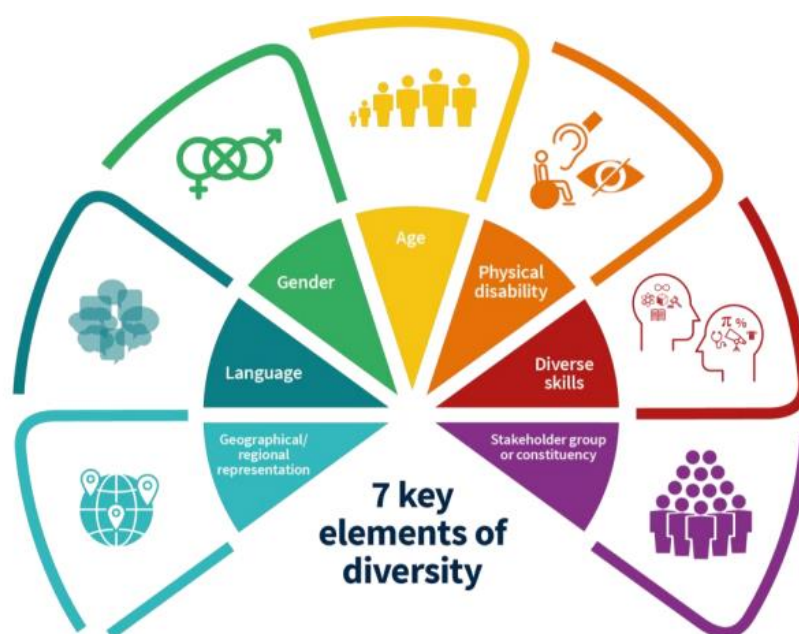 Age
Gender
Physical
disability
Language
Diverse
skills
Geographical/
regional
representation
Stakeholder group
or constituency
π %
7 key
elements of
diversity